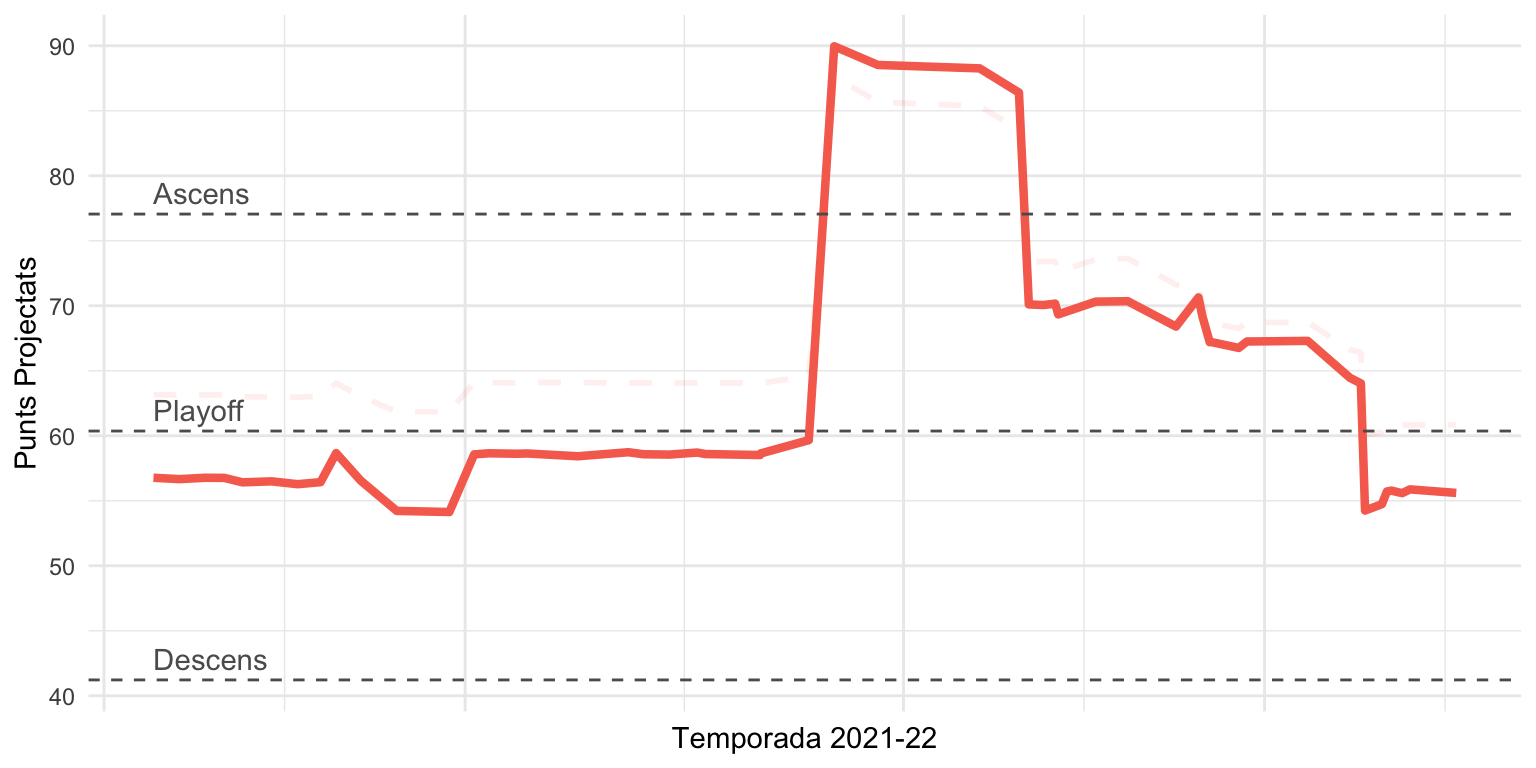 90
80
70
60
50
40
Ascens
Playoff
Descens
Punts Projectats
Temporada 2021-22